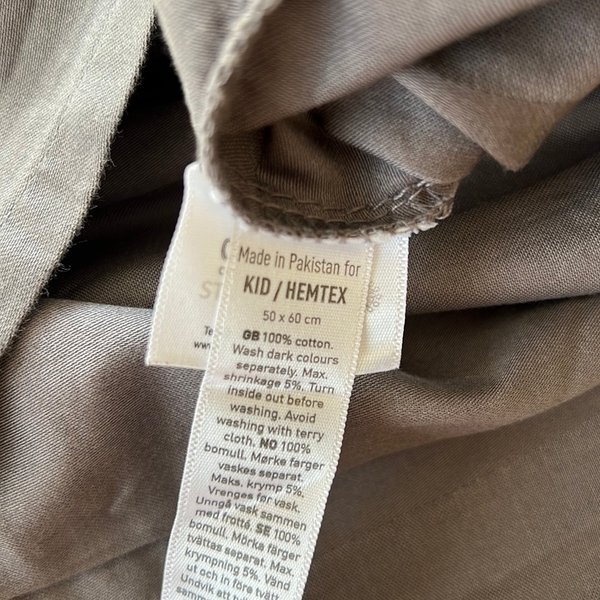 Made in Pakistan for
KID / HEMTEX
50 x 60 cm
GB 100% cotton.
Wash dark colours
separately. Max.
shrinkage 5%. Turn
inside out before
washing. Avoid
washing with terry
cloth. NO 100%
bomull. Mørke farger
vaskes separat.
Maks. krymp 5%.
Vrenges før vask.
Unngå vask sammen
med frotté. SE 100%
bomull. Mörka färger
tvättas separat. Max.
krympning 5%. Vänd
ut och in före tvätt.
Undvik att